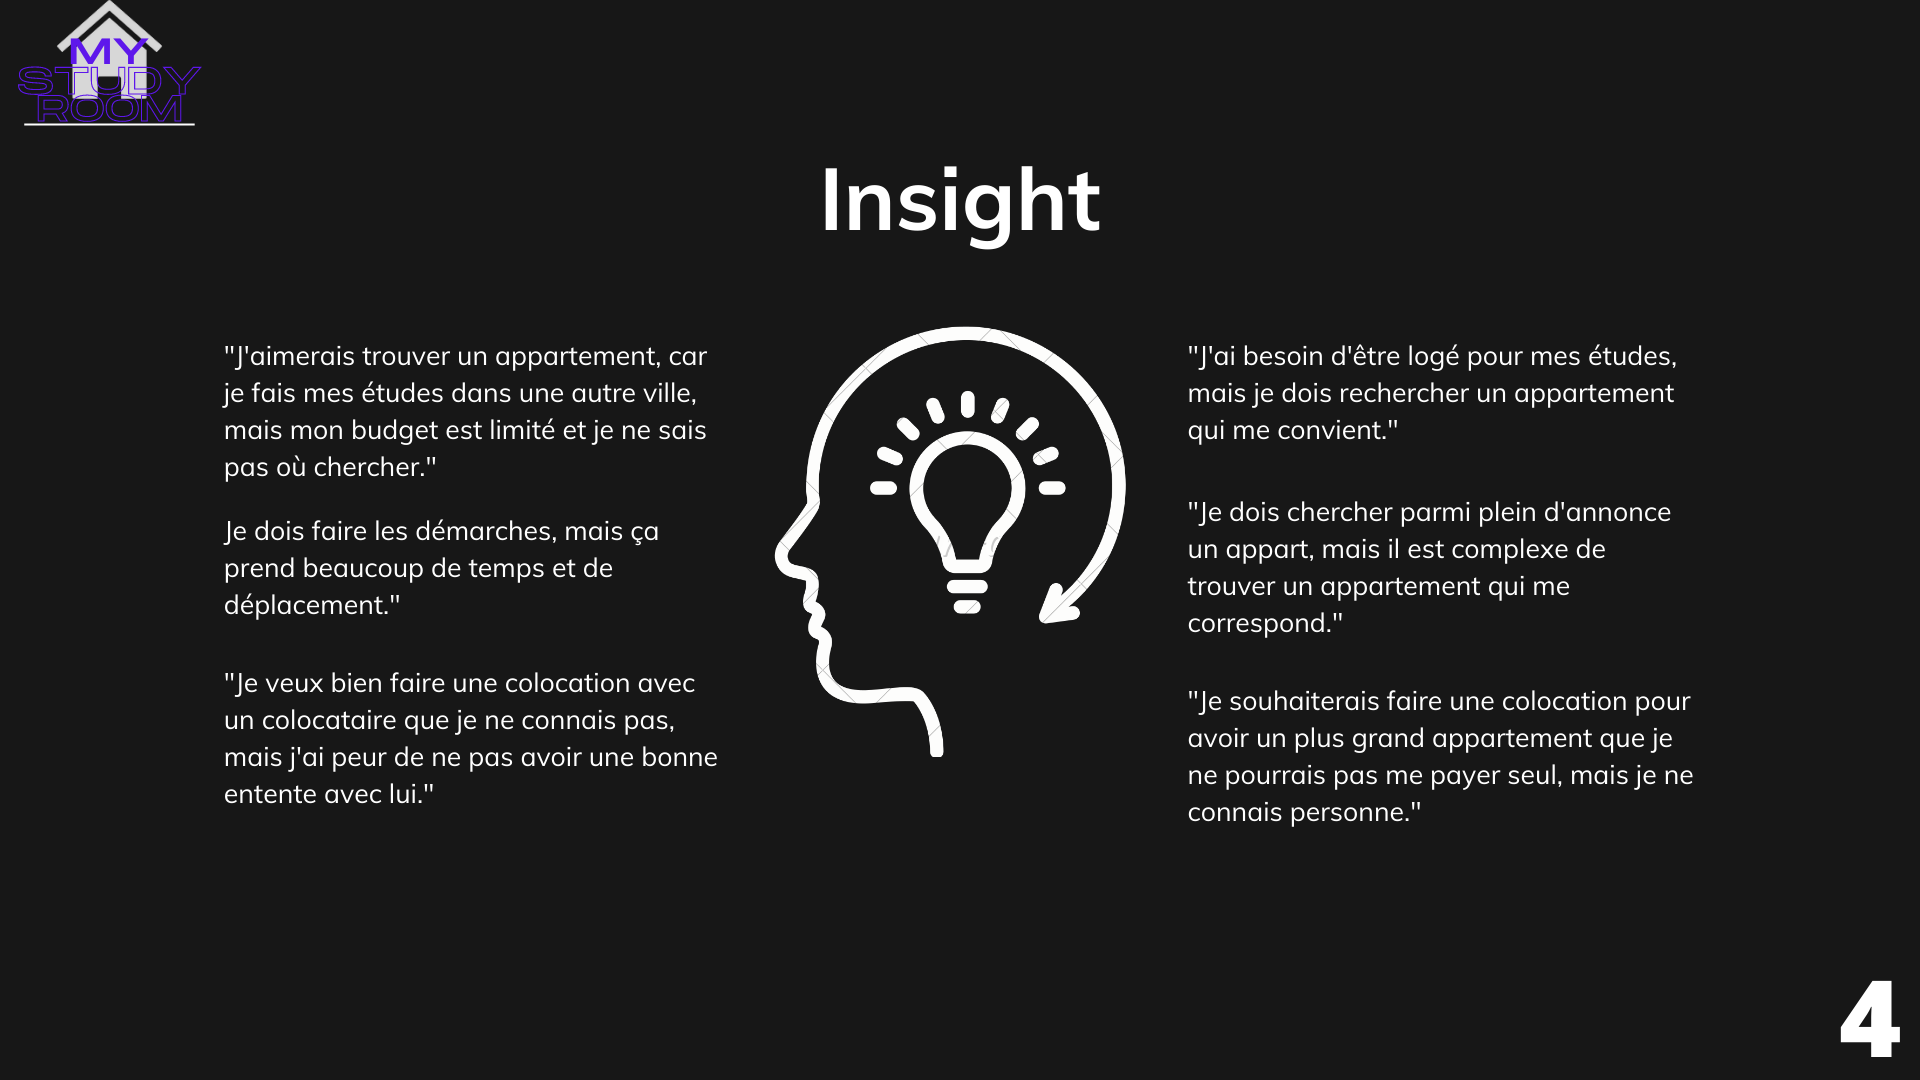 MY
STUDY
ROOM
Insight
"J'aimerais trouver un appartement, car
je fais mes études dans une autre ville,
mais mon budget est limité et je ne sais
pas où chercher."
Je dois faire les démarches, mais ça
prend beaucoup de temps et de
déplacement."
"Je veux bien faire une colocation avec
un colocataire que je ne connais pas,
mais j'ai peur de ne pas avoir une bonne
entente avec lui."
"J'ai besoin d'être logé pour mes études,
mais je dois rechercher un appartement
qui me convient."
"Je dois chercher parmi plein d'annonce
un appart, mais il est complexe de
trouver un appartement qui me
correspond."
"Je souhaiterais faire une colocation pour
avoir un plus grand appartement que je
ne pourrais pas me payer seul, mais je ne
connais personne."
4